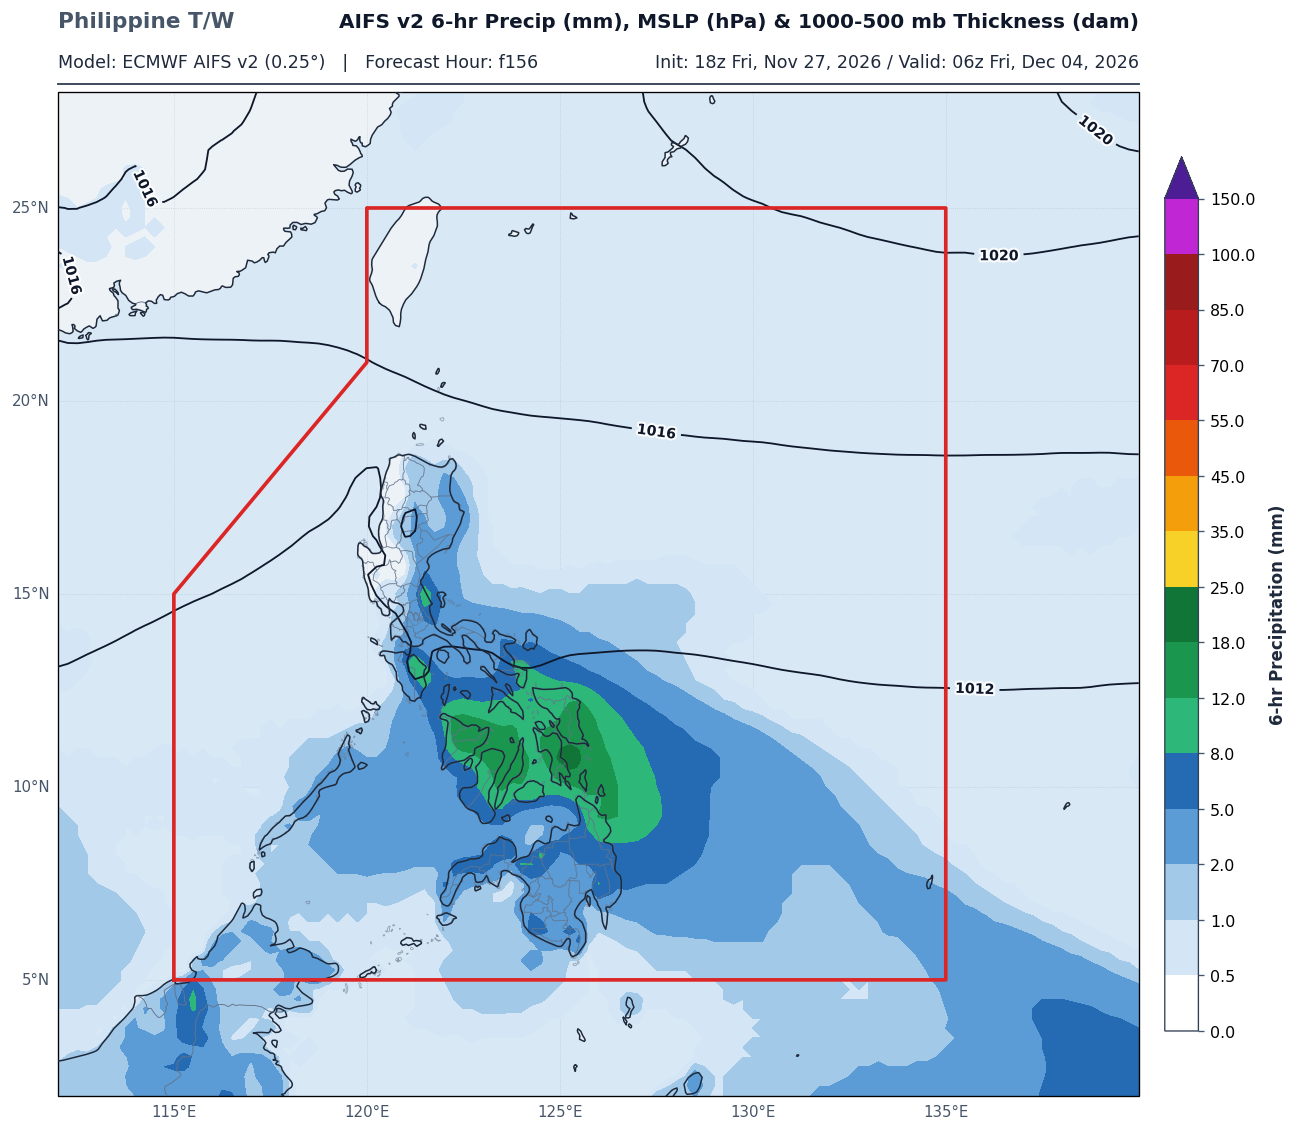 Philippine T/W
AIFS v2 6-hr Precip (mm), MSLP (hPa) & 1000-500 mb Thickness (dam)
Model: ECMWF AIFS v2 (0.25°) | Forecast Hour: f156
Init: 18z Fri, Nov 27, 2026 / Valid: 06z Fri, Dec 04, 2026
1020
1016
1016
1020
1016
1012
25°N
20°N
15°N
10°N
5°N
115°E
120°E
125°E
130°E
135°E
150.0
100.0
85.0
70.0
55.0
45.0
35.0
25.0
18.0
12.0
8.0
5.0
2.0
1.0
0.5
0.0
6-hr Precipitation (mm)